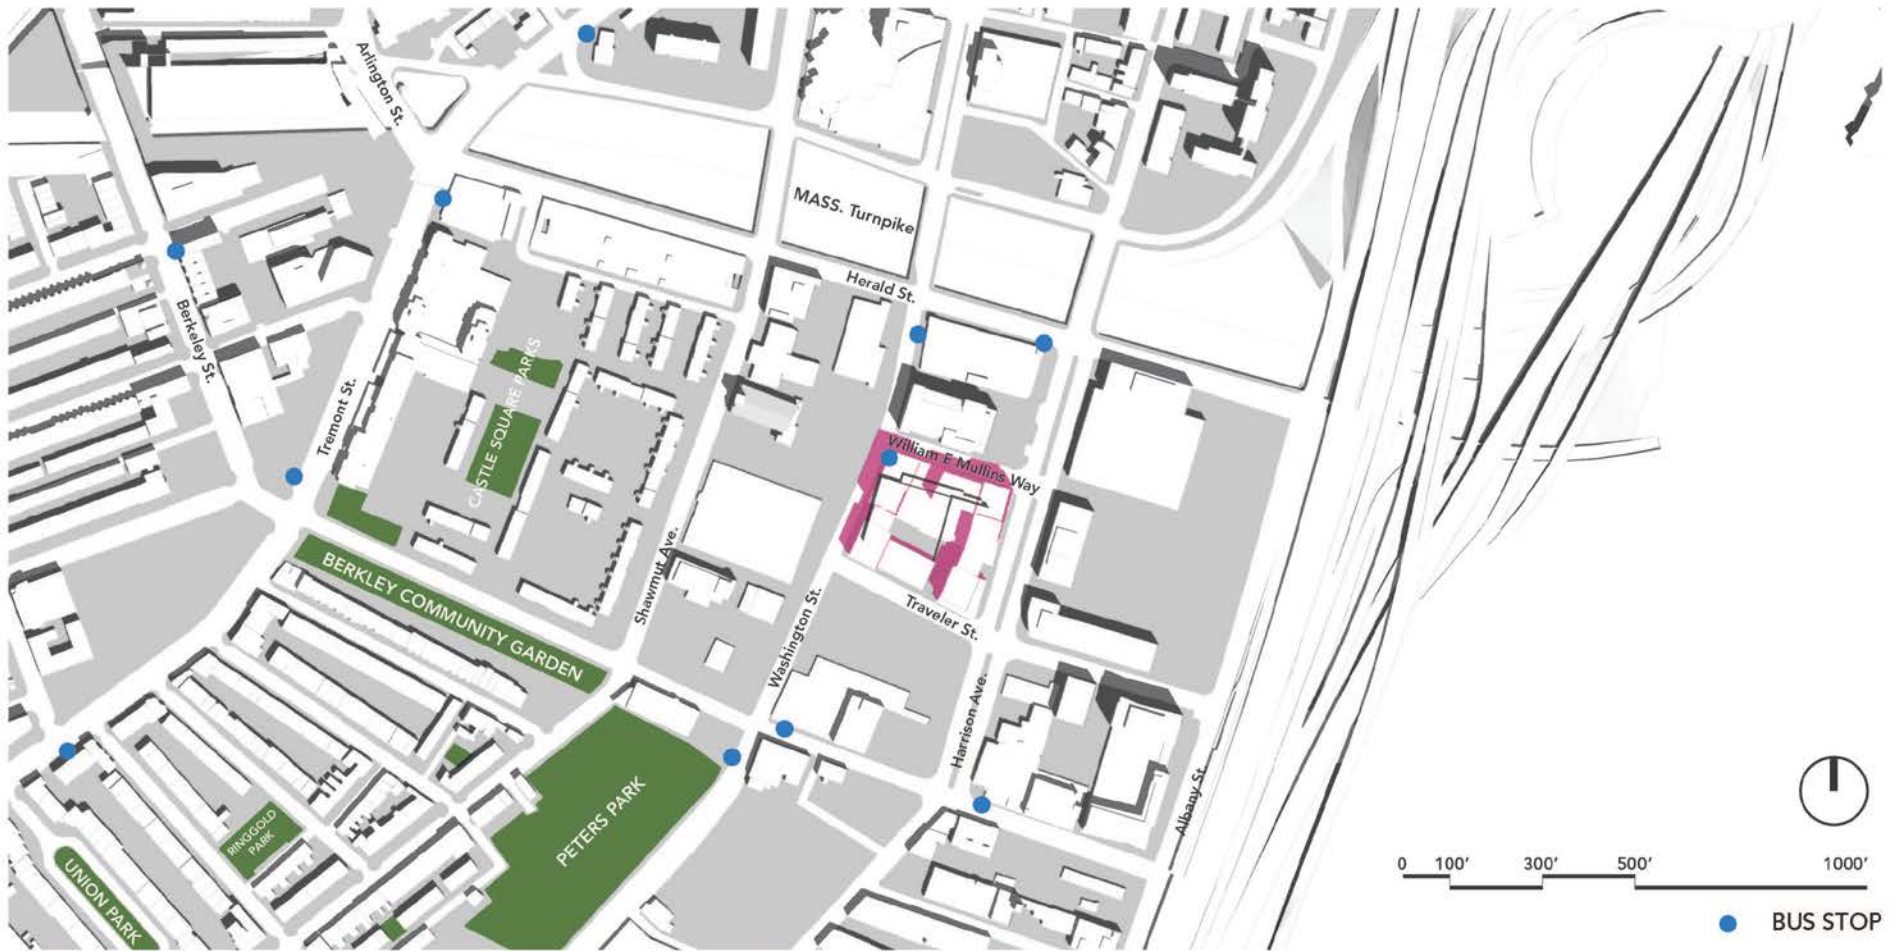 Arlington St.
MASS. Turnpike
Herald St.
Berkeley St.
Tremont St.
CASTLE SQUARE PARKS
William E Mullins Way
BERKLEY COMMUNITY GARDEN
Shawmut Ave.
Washington St.
Traveler St.
Harrison Ave.
Albany St.
PETERS PARK
RINGGOLD
PARK
UNION PARK
0 100' 300' 500' 1000'
BUS STOP